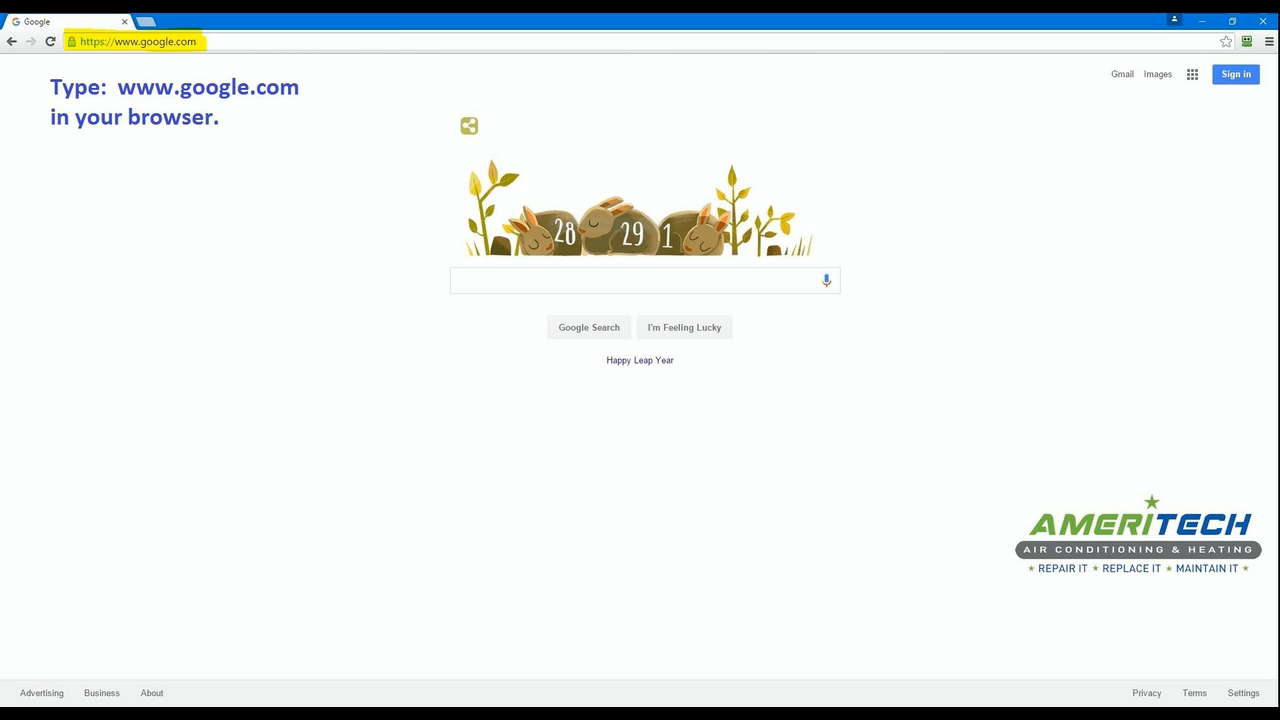 Google
https://www.google.com
Type: www.google.com
in your browser.
Gmail Images Sign in
28 29 1
Google Search I'm Feeling Lucky
Happy Leap Year
AMERITECH
AIR CONDITIONING & HEATING
★ REPAIR IT ★ REPLACE IT ★ MAINTAIN IT ★
Advertising Business About Privacy Terms Settings